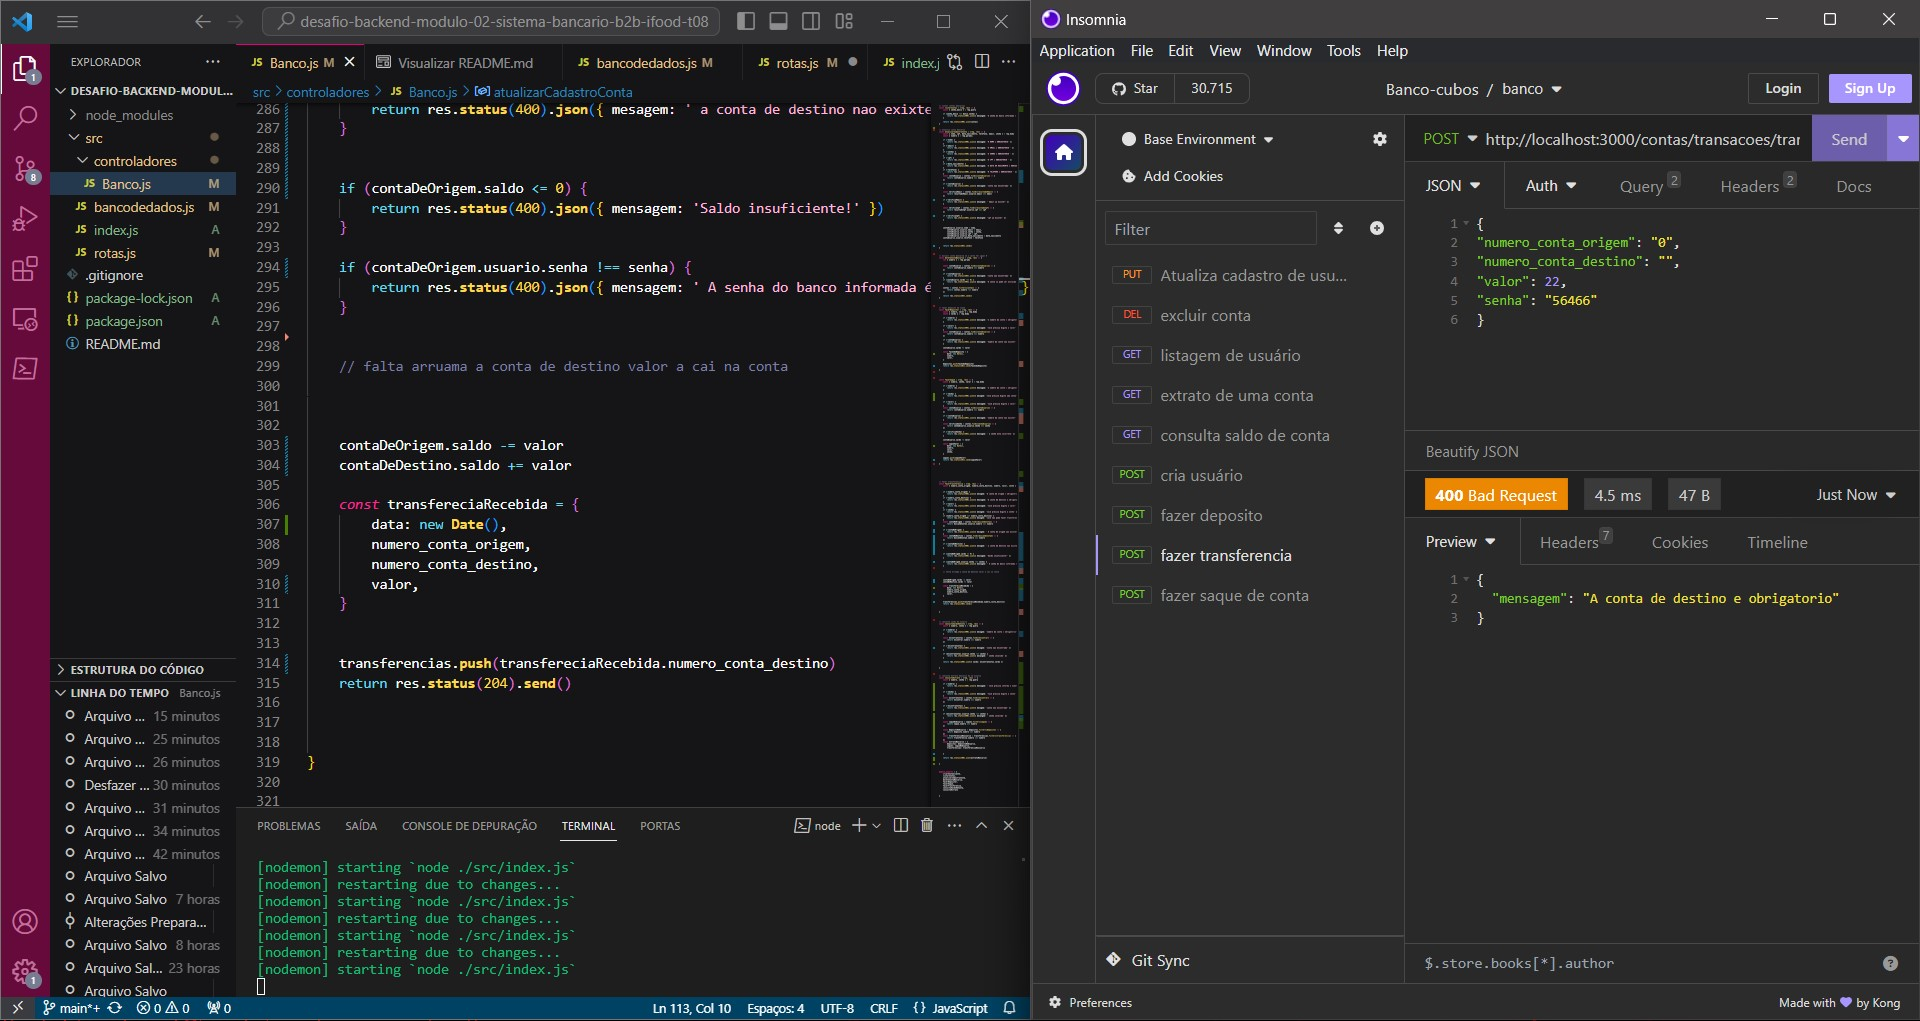 desafio-backend-modulo-02-sistema-bancario-b2b-ifood-t08
EXPLORADOR
DESAFIO-BACKEND-MODUL...
node_modules
src
controladores
JS Banco.js M
JS bancodedados.js M
JS index.js A
JS rotas.js M
.gitignore
{} package-lock.json A
{} package.json A
README.md
ESTRUTURA DO CÓDIGO
LINHA DO TEMPO Banco.js
Arquivo ... 15 minutos
Arquivo ... 25 minutos
Arquivo ... 26 minutos
Desfazer ... 30 minutos
Arquivo ... 31 minutos
Arquivo ... 34 minutos
Arquivo ... 42 minutos
Arquivo Salvo
Arquivo Salvo 7 horas
Alterações Prepara...
Arquivo Salvo 8 horas
Arquivo Sal... 23 horas
Arquivo Salvo
1
8
1
JS Banco.js M
Visualizar README.md
JS bancodedados.js M
JS rotas.js M
JS index.j
src > controladores > JS Banco.js > atualizarCadastroConta
286 return res.status(400).json({ mesagem: ' a conta de destino nao exixte
287 }
288
289
290 if (contaDeOrigem.saldo <= 0) {
291 return res.status(400).json({ mensagem: 'Saldo insuficiente!' })
292 }
293
294 if (contaDeOrigem.usuario.senha !== senha) {
295 return res.status(400).json({ mensagem: ' A senha do banco informada é }
296 }
297
298
299 // falta arruama a conta de destino valor a cai na conta
300
301
302
303 contaDeOrigem.saldo -= valor
304 contaDeDestino.saldo += valor
305
306 const transfereciaRecebida = {
307 data: new Date(),
308 numero_conta_origem,
309 numero_conta_destino,
310 valor,
311 }
312
313
314 transferencias.push(transfereciaRecebida.numero_conta_destino)
315 return res.status(204).send()
316
317
318
319 }
320
321
PROBLEMAS SAÍDA CONSOLE DE DEPURAÇÃO TERMINAL PORTAS node
[nodemon] starting `node ./src/index.js`
[nodemon] restarting due to changes...
[nodemon] starting `node ./src/index.js`
[nodemon] restarting due to changes...
[nodemon] starting `node ./src/index.js`
[nodemon] restarting due to changes...
[nodemon] starting `node ./src/index.js`
main*+ 0 0 0 Ln 113, Col 10 Espaços: 4 UTF-8 CRLF {} JavaScript
Insomnia
Application File Edit View Window Tools Help
Star 30.715
Banco-cubos / banco
Login
Sign Up
Base Environment
Add Cookies
Filter
PUT Atualiza cadastro de usu...
DEL excluir conta
GET listagem de usuário
GET extrato de uma conta
GET consulta saldo de conta
POST cria usuário
POST fazer deposito
POST fazer transferencia
POST fazer saque de conta
Git Sync
POST http://localhost:3000/contas/transacoes/trar Send
JSON Auth Query 2 Headers 2 Docs
1 {
2 "numero_conta_origem": "0",
3 "numero_conta_destino": "",
4 "valor": 22,
5 "senha": "56466"
6 }
Beautify JSON
400 Bad Request 4.5 ms 47 B Just Now
Preview Headers 7 Cookies Timeline
1 {
2 "mensagem": "A conta de destino e obrigatorio"
3 }
$.store.books[*].author
Preferences
Made with 💜 by Kong